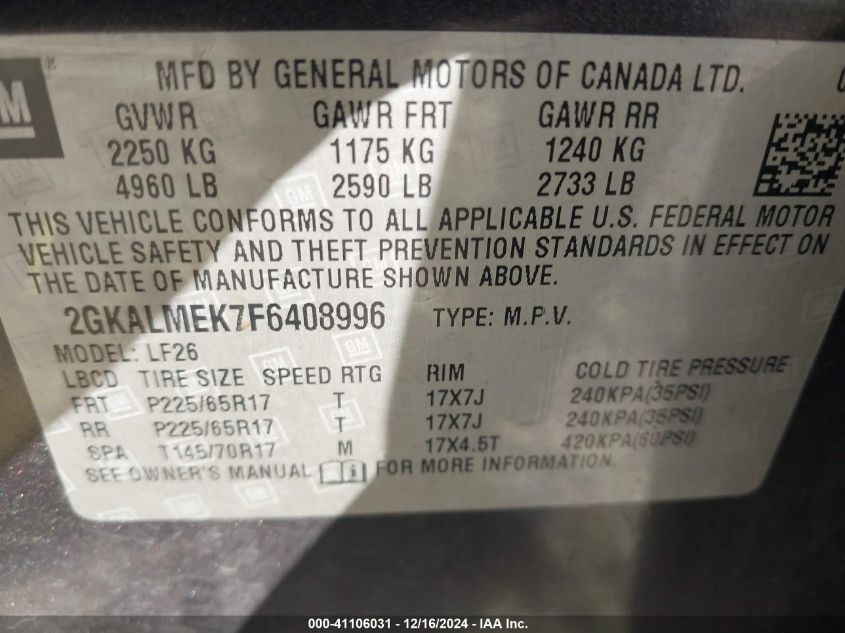 GM ®
MFD BY GENERAL MOTORS OF CANADA LTD.
GVWR GAWR FRT GAWR RR
2250 KG 1175 KG 1240 KG
4960 LB 2590 LB 2733 LB
THIS VEHICLE CONFORMS TO ALL APPLICABLE U.S. FEDERAL MOTOR
VEHICLE SAFETY AND THEFT PREVENTION STANDARDS IN EFFECT ON
THE DATE OF MANUFACTURE SHOWN ABOVE.
2GKALMEK7F6408996 TYPE: M.P.V.
MODEL: LF26
LBCD TIRE SIZE SPEED RTG RIM COLD TIRE PRESSURE
FRT P225/65R17 T 17X7J 240KPA(35PSI)
RR P225/65R17 T 17X7J 240KPA(35PSI)
SPA T145/70R17 M 17X4.5T 420KPA(60PSI)
SEE OWNER'S MANUAL FOR MORE INFORMATION.
000-41106031 - 12/16/2024 - IAA Inc.